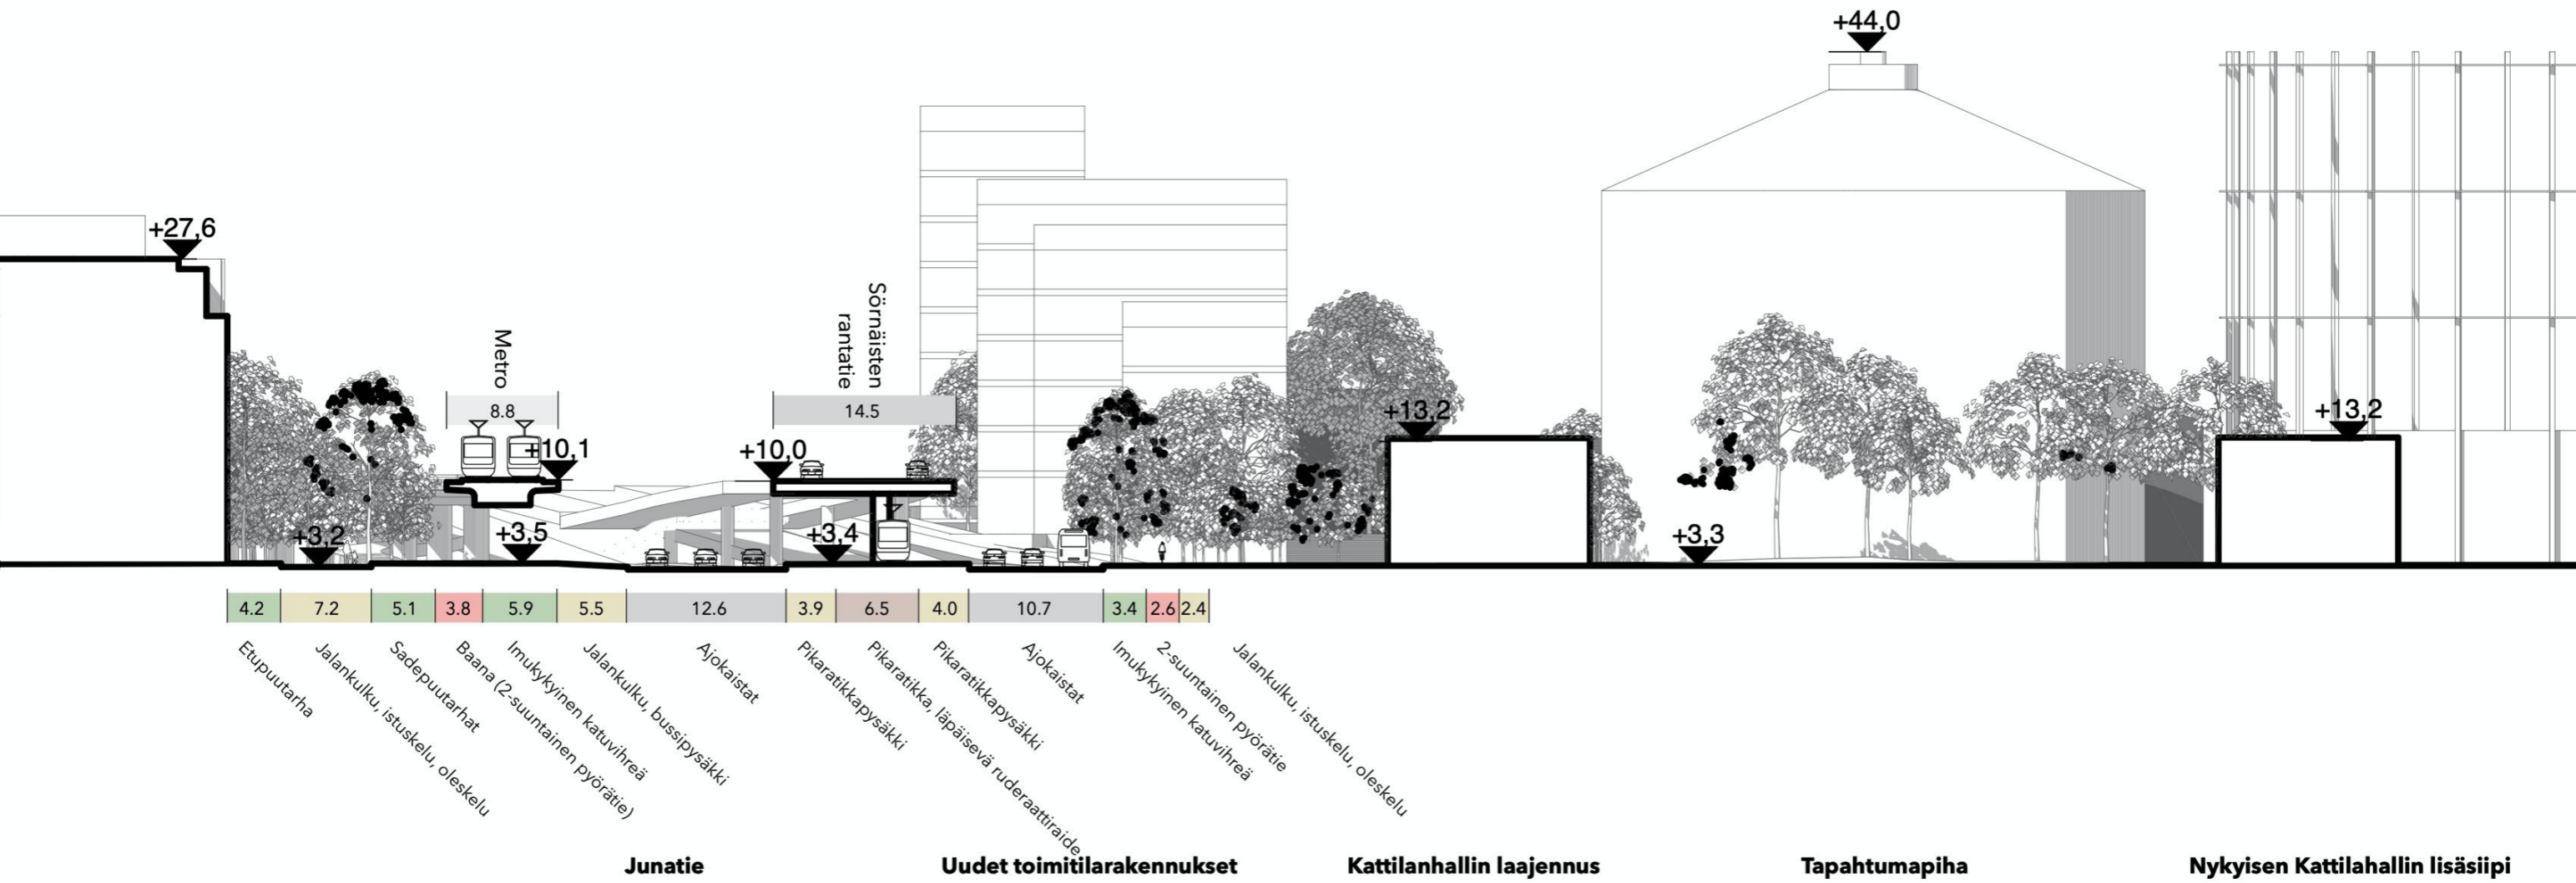 +44,0
+27,6
Metro
Sörnäisten
rantatie
8.8
14.5
+13,2
+13,2
+10,1
+10,0
+3,2
+3,5
+3,4
+3,3
4.2
7.2
5.1
3.8
5.9
5.5
12.6
3.9
6.5
4.0
10.7
3.4
2.6
2.4
Etupuutarha
Jalankulku, istuskelu, oleskelu
Sadepuutarhat
Baana (2-suuntainen pyörätie)
Imukykyinen katuvihreä
Jalankulku, bussipysäkki
Ajokaistat
Pikaratikkapysäkki
Pikaratikka, läpäisevä ruderaattiraide
Pikaratikkapysäkki
Ajokaistat
Imukykyinen katuvihreä
2-suuntainen pyörätie
Jalankulku, istuskelu, oleskelu
Junatie
Uudet toimitilarakennukset
Kattilanhallin laajennus
Tapahtumapiha
Nykyisen Kattilahallin lisäsiipi